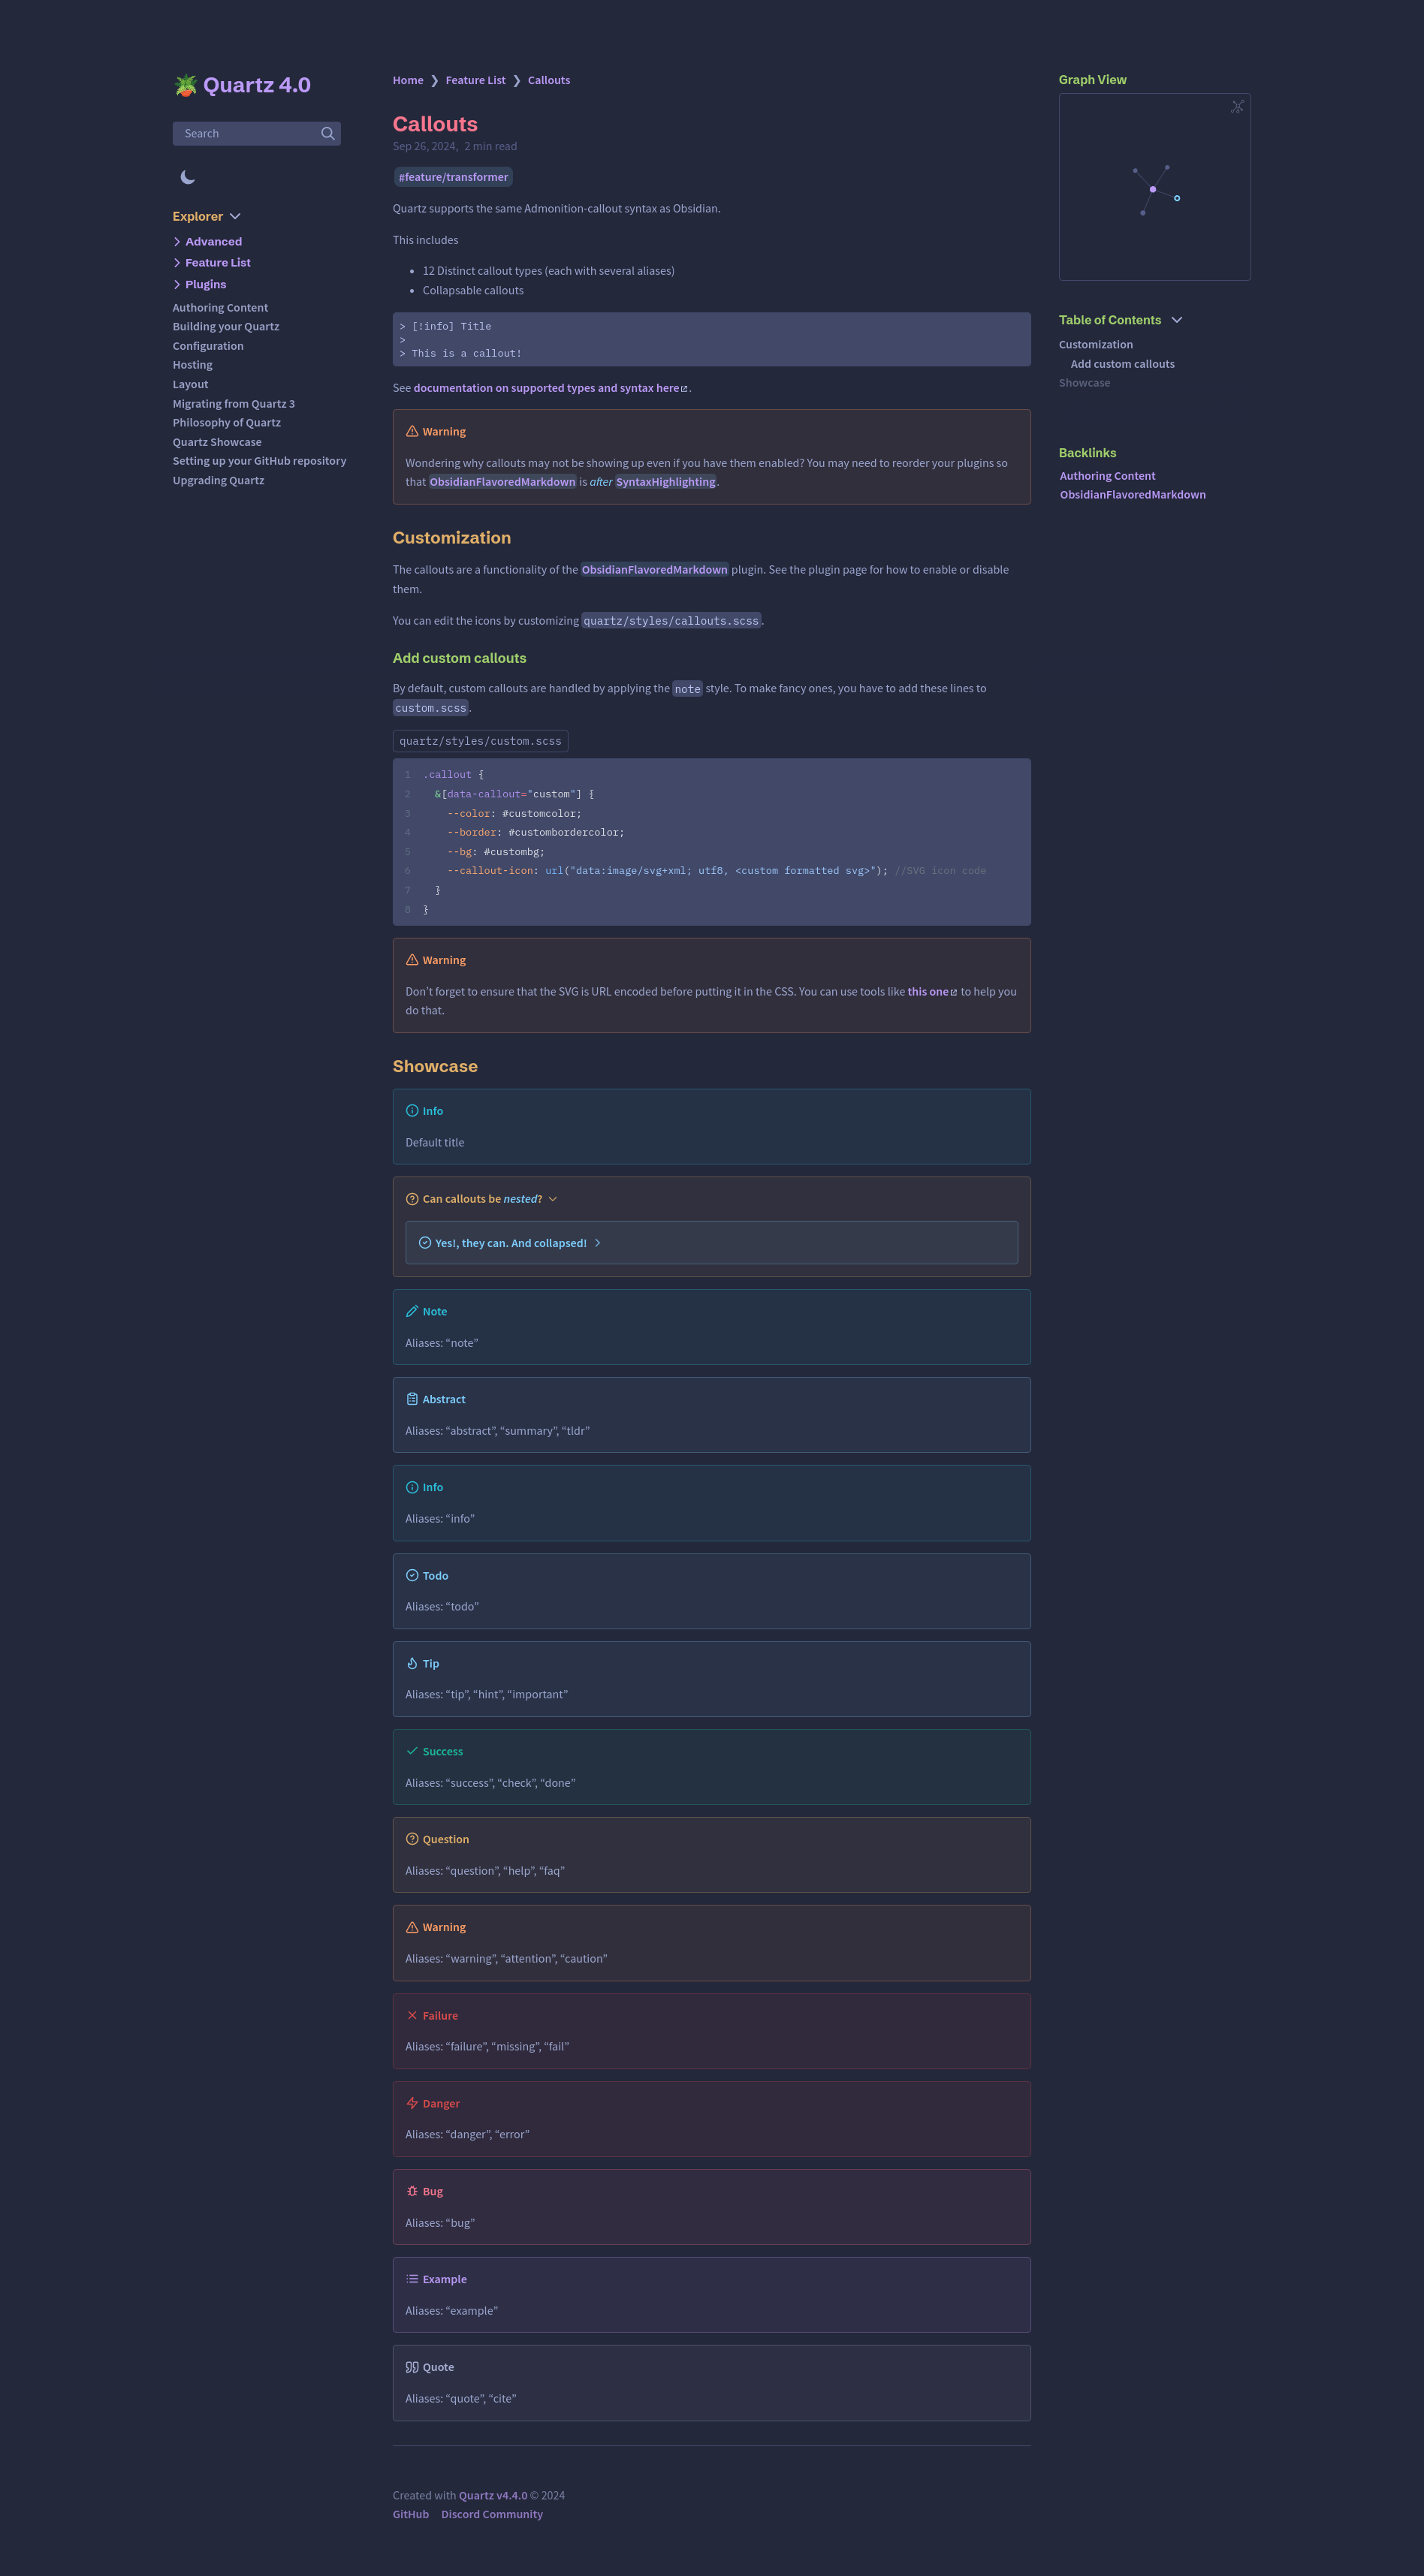 Quartz 4.0
Search
Explorer
Advanced
Feature List
Plugins
Authoring Content
Building your Quartz
Configuration
Hosting
Layout
Migrating from Quartz 3
Philosophy of Quartz
Quartz Showcase
Setting up your GitHub repository
Upgrading Quartz
Home ❯ Feature List ❯ Callouts
Callouts
Sep 26, 2024, 2 min read
#feature/transformer
Quartz supports the same Admonition-callout syntax as Obsidian.
This includes
• 12 Distinct callout types (each with several aliases)
• Collapsable callouts
> [!info] Title
>
> This is a callout!
See documentation on supported types and syntax here.
Warning
Wondering why callouts may not be showing up even if you have them enabled? You may need to reorder your plugins so
that ObsidianFlavoredMarkdown is after SyntaxHighlighting.
Customization
The callouts are a functionality of the ObsidianFlavoredMarkdown plugin. See the plugin page for how to enable or disable
them.
You can edit the icons by customizing quartz/styles/callouts.scss.
Add custom callouts
By default, custom callouts are handled by applying the note style. To make fancy ones, you have to add these lines to
custom.scss.
quartz/styles/custom.scss
1 .callout {
2 &[data-callout="custom"] {
3 --color: #customcolor;
4 --border: #custombordercolor;
5 --bg: #custombg;
6 --callout-icon: url("data:image/svg+xml; utf8, <custom formatted svg>"); //SVG icon code
7 }
8 }
Warning
Don’t forget to ensure that the SVG is URL encoded before putting it in the CSS. You can use tools like this one to help you
do that.
Showcase
Info
Default title
Can callouts be nested?
Yes!, they can. And collapsed!
Note
Aliases: “note”
Abstract
Aliases: “abstract”, “summary”, “tldr”
Info
Aliases: “info”
Todo
Aliases: “todo”
Tip
Aliases: “tip”, “hint”, “important”
Success
Aliases: “success”, “check”, “done”
Question
Aliases: “question”, “help”, “faq”
Warning
Aliases: “warning”, “attention”, “caution”
Failure
Aliases: “failure”, “missing”, “fail”
Danger
Aliases: “danger”, “error”
Bug
Aliases: “bug”
Example
Aliases: “example”
Quote
Aliases: “quote”, “cite”
Created with Quartz v4.4.0 © 2024
GitHub Discord Community
Graph View
Table of Contents
Customization
Add custom callouts
Showcase
Backlinks
Authoring Content
ObsidianFlavoredMarkdown